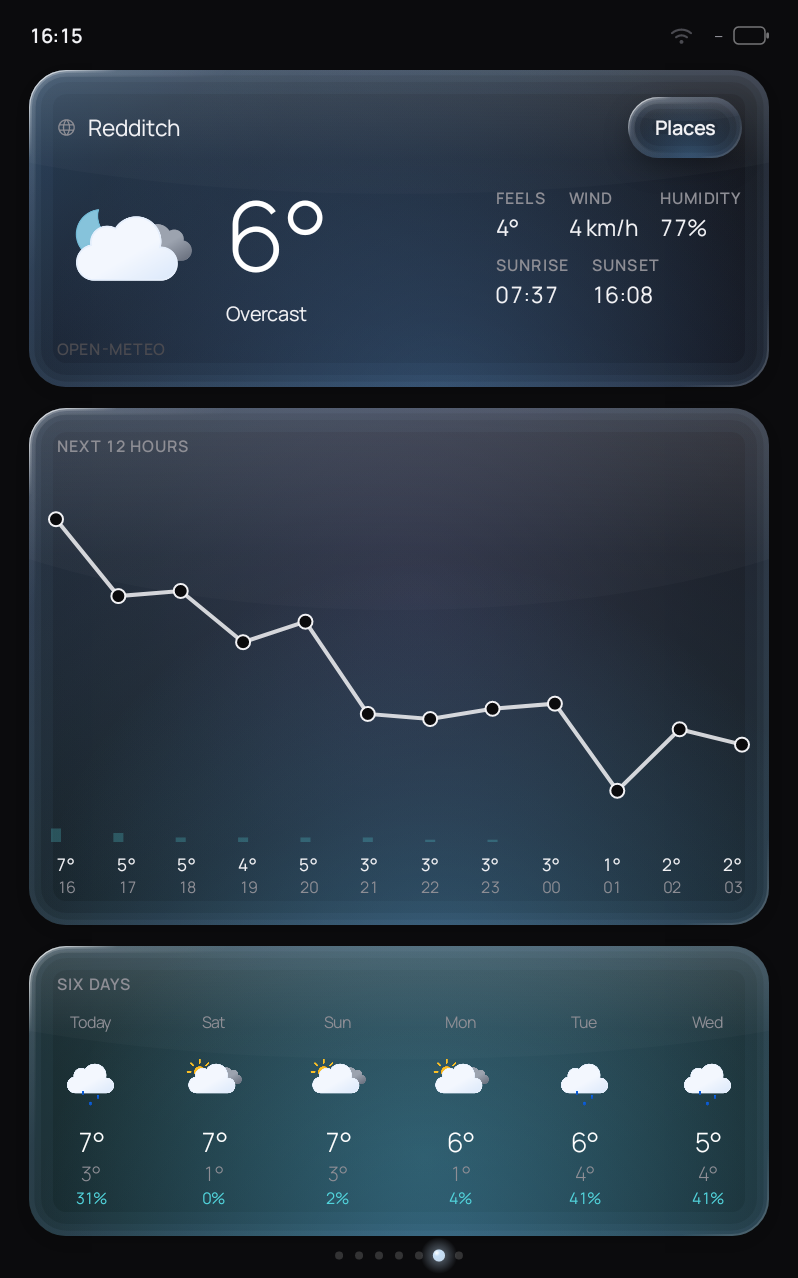 16:15
–
Redditch
Places
FEELS WIND HUMIDITY
4° 4 km/h 77%
SUNRISE SUNSET
07:37 16:08
6°
Overcast
OPEN-METEO
NEXT 12 HOURS
7° 5° 5° 4° 5° 3° 3° 3° 3° 1° 2° 2°
16 17 18 19 20 21 22 23 00 01 02 03
SIX DAYS
Today Sat Sun Mon Tue Wed
7° 7° 7° 6° 6° 5°
3° 1° 3° 1° 4° 4°
31% 0% 2% 4% 41% 41%